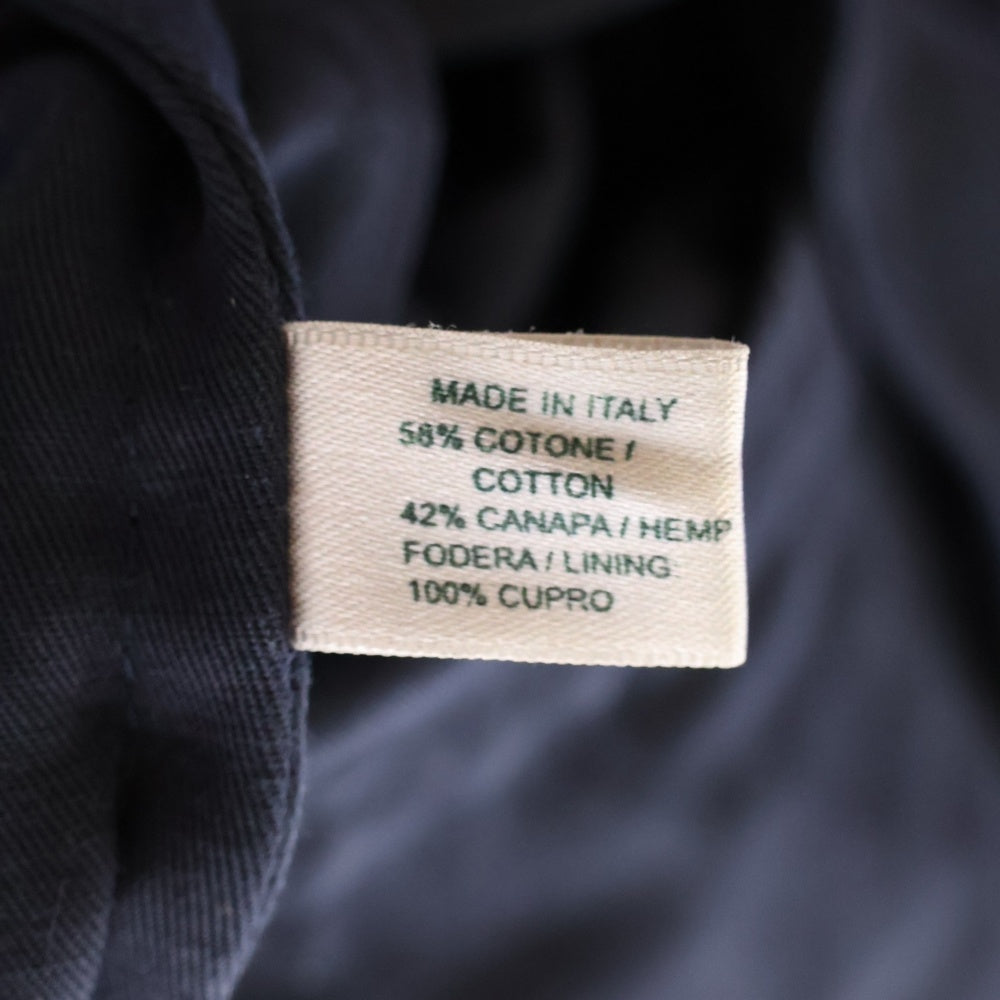 MADE IN ITALY
58% COTONE /
COTTON
42% CANAPA / HEMP
FODERA / LINING
100% CUPRO